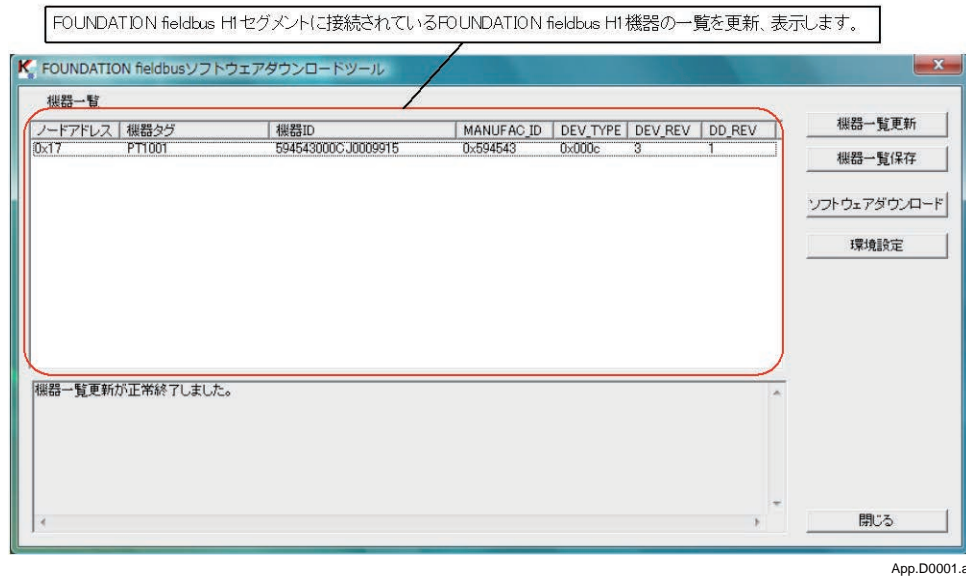 FOUNDATION fieldbus H1セグメントに接続されているFOUNDATION fieldbus H1機器の一覧を更新、表示します。
FOUNDATION fieldbusソフトウェアダウンロードツール
機器一覧
ノードアドレス 機器タグ 機器ID MANUFAC_ID DEV_TYPE DEV_REV DD_REV
0x17 PT1001 594543000CJ0009915 0x594543 0x000c 3 1
機器一覧更新
機器一覧保存
ソフトウェアダウンロード
環境設定
機器一覧更新が正常終了しました。
閉じる
App.D0001.a